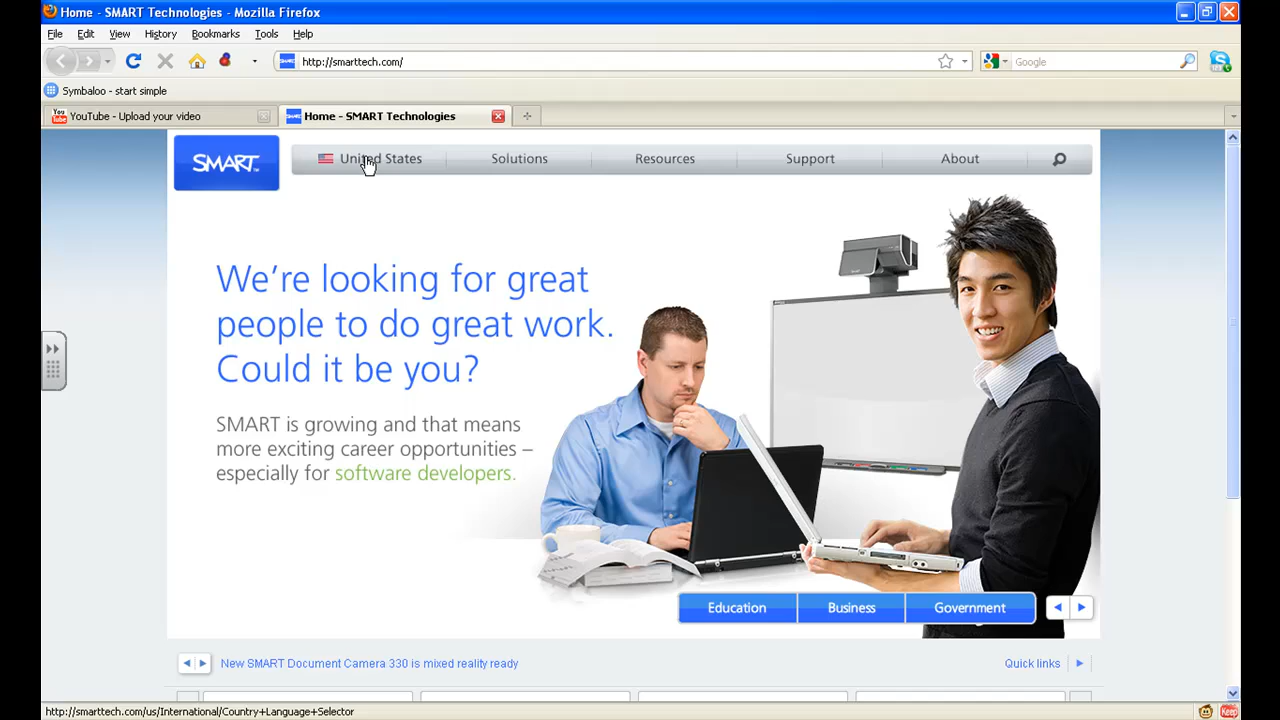 Home - SMART Technologies - Mozilla Firefox
File Edit View History Bookmarks Tools Help
http://smarttech.com/
Google
Symbaloo - start simple
You Tube YouTube - Upload your video
SMART Home - SMART Technologies
SMART™ United States Solutions Resources Support About
We're looking for great
people to do great work.
Could it be you?
SMART is growing and that means
more exciting career opportunities –
especially for software developers.
Education Business Government
New SMART Document Camera 330 is mixed reality ready Quick links
http://smarttech.com/us/International/Country+Language+Selector
Keep